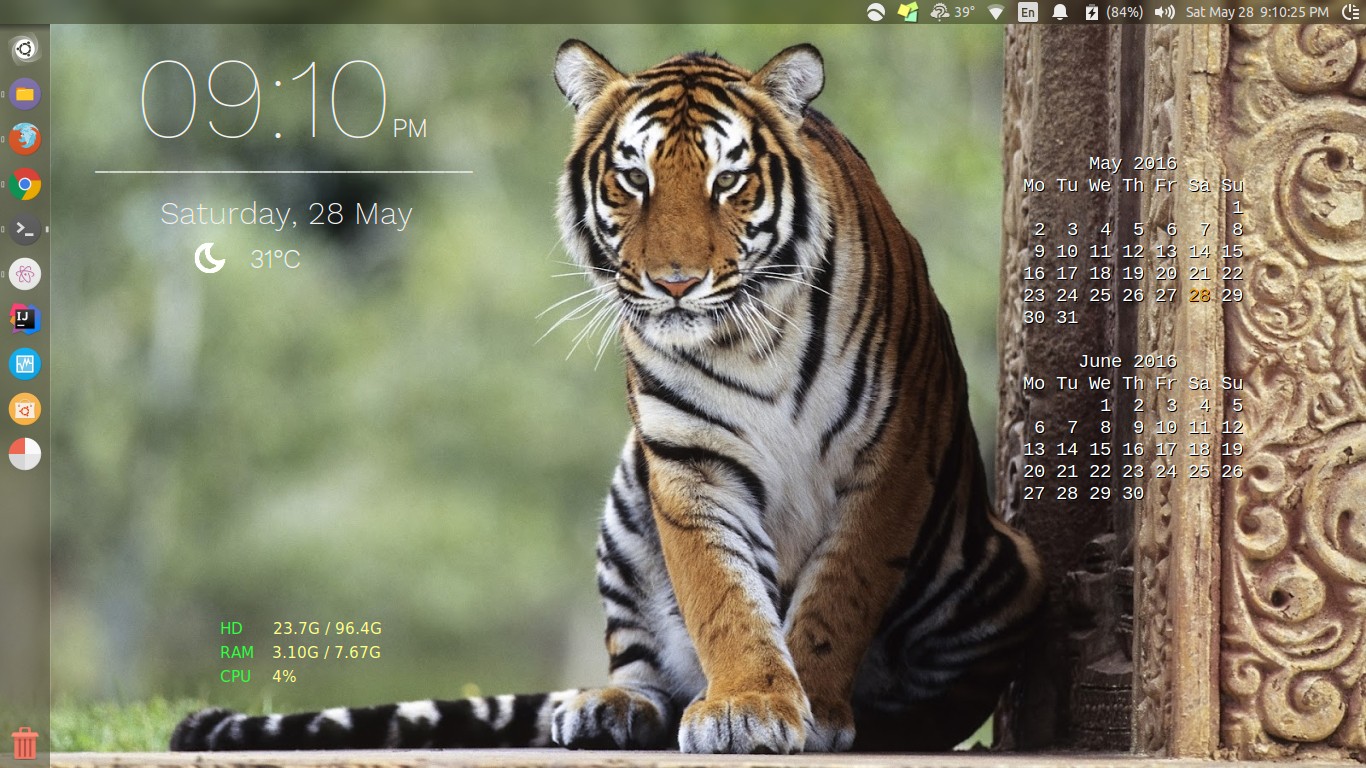 39° En (84%) Sat May 28 9:10:25 PM
09:10 PM
Saturday, 28 May
31°C
HD 23.7G / 96.4G
RAM 3.10G / 7.67G
CPU 4%
May 2016
Mo Tu We Th Fr Sa Su
1
2 3 4 5 6 7 8
9 10 11 12 13 14 15
16 17 18 19 20 21 22
23 24 25 26 27 28 29
30 31
June 2016
Mo Tu We Th Fr Sa Su
1 2 3 4 5
6 7 8 9 10 11 12
13 14 15 16 17 18 19
20 21 22 23 24 25 26
27 28 29 30
>_
IJ